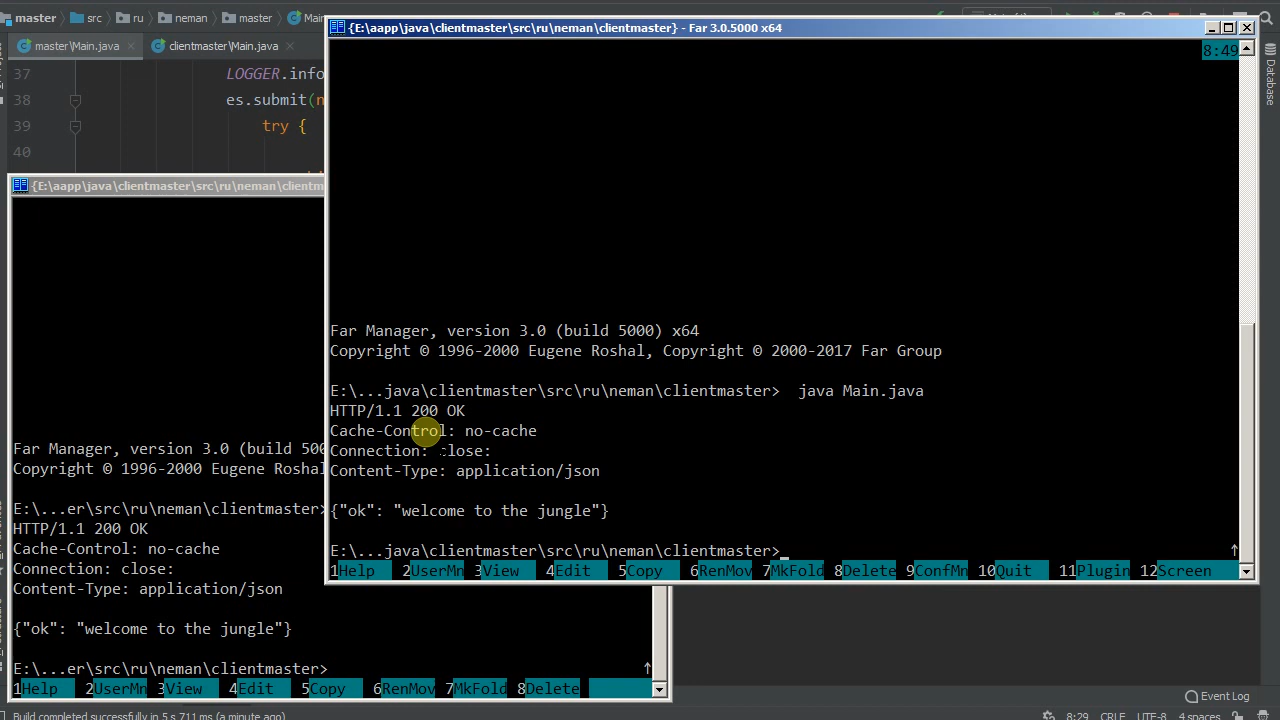 master
src
ru
neman
master
master\Main.java
clientmaster\Main.java
37
LOGGER.info
38
es.submit(
39
try {
40
Database
{E:\aapp\java\clientmaster\src\ru\neman\clientmaster} - Far 3.0.5000 x64
8:49
Far Manager, version 3.0 (build 5000) x64
Copyright © 1996-2000 Eugene Roshal, Copyright © 2000-2017 Far Group
E:\...java\clientmaster\src\ru\neman\clientmaster>  java Main.java
HTTP/1.1 200 OK
Cache-Control: no-cache
Connection: close:
Content-Type: application/json
{"ok": "welcome to the jungle"}
E:\...java\clientmaster\src\ru\neman\clientmaster>
1Help 2UserMn 3View 4Edit 5Copy 6RenMov 7MkFold 8Delete 9ConfMn 10Quit 11Plugin 12Screen
{E:\aapp\java\clientmaster\src\ru\neman\clientm
Far Manager, version 3.0 (build 500
Copyright © 1996-2000 Eugene Roshal
E:\...er\src\ru\neman\clientmaster>
HTTP/1.1 200 OK
Cache-Control: no-cache
Connection: close:
Content-Type: application/json
{"ok": "welcome to the jungle"}
E:\...er\src\ru\neman\clientmaster>
1Help 2UserMn 3View 4Edit 5Copy 6RenMov 7MkFold 8Delete
Event Log
Build completed successfully in 5 s 711 ms (a minute ago)
8:29 CRLF UTF-8 4 spaces